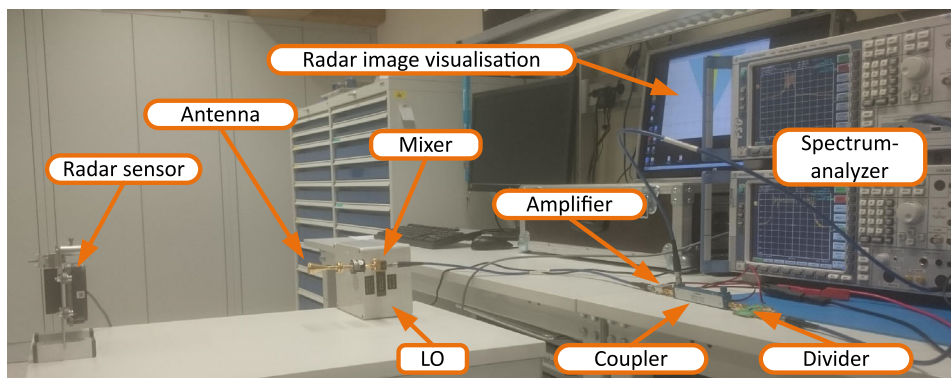 Radar image visualisation
Antenna
Mixer
Radar sensor
Spectrum-
analyzer
Amplifier
LO
Coupler
Divider